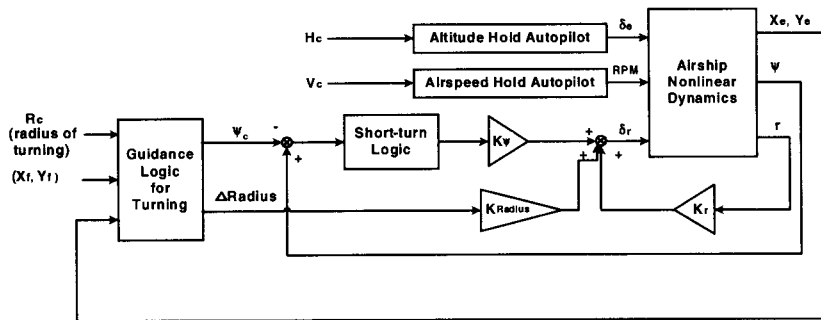 Hc
Altitude Hold Autopilot
δe
Xe, Ye
Vc
Airspeed Hold Autopilot
RPM
Airship
Nonlinear
Dynamics
ψ
r
Rc
(radius of
turning)
(Xf, Yf)
Guidance
Logic
for
Turning
ψc
-
+
Short-turn
Logic
Kψ
+
+
+
δr
ΔRadius
KRadius
Kr